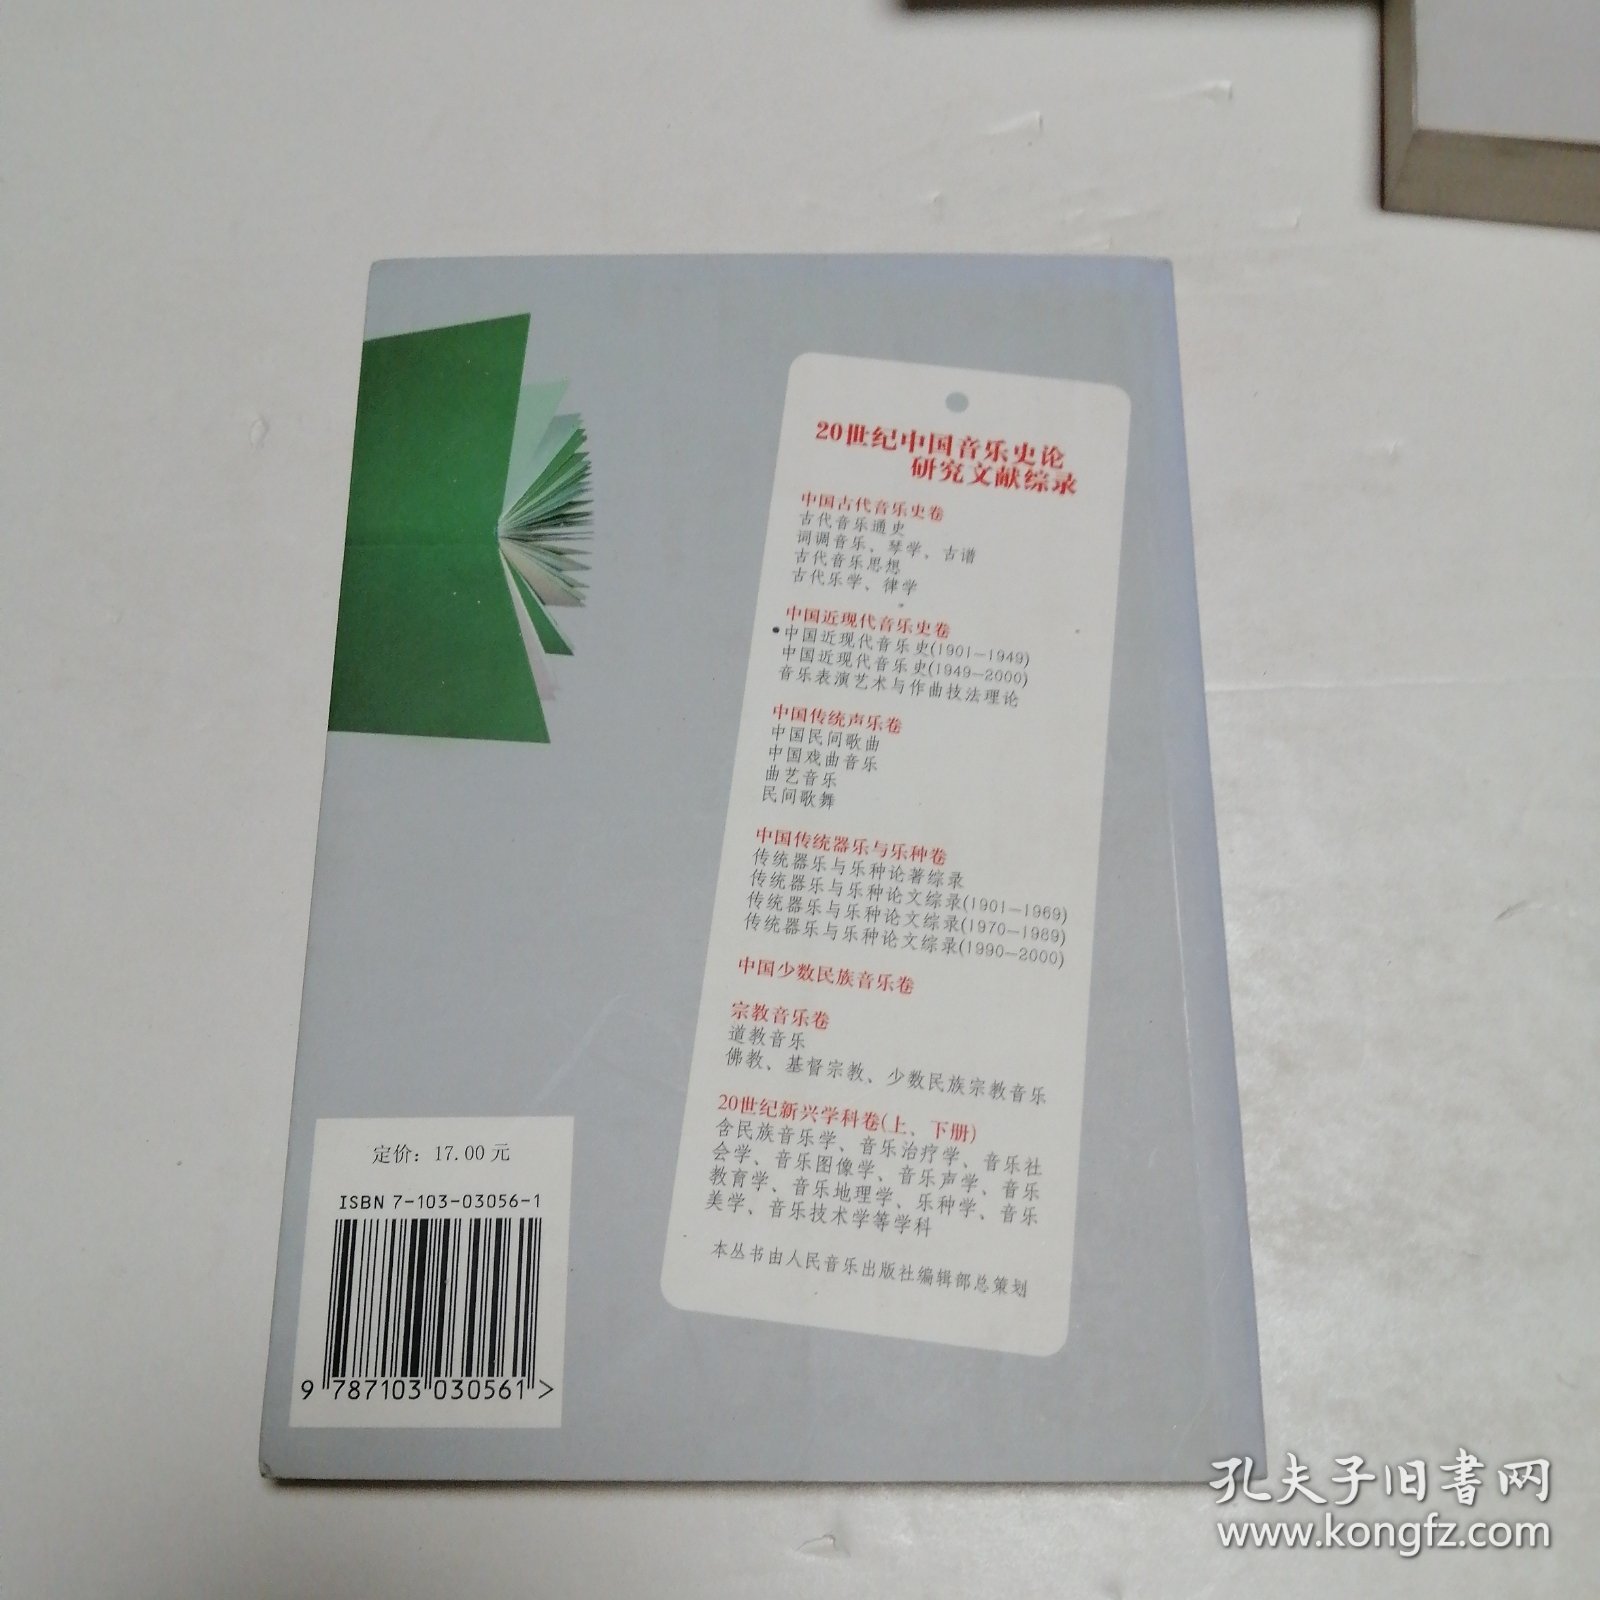 20世纪中国音乐史论
研究文献综录
中国古代音乐史卷
古代音乐通史
词调音乐、琴学、古谱
古代音乐思想
古代乐学、律学
中国近现代音乐史卷
•中国近现代音乐史(1901—1949)
中国近现代音乐史(1949—2000)
音乐表演艺术与作曲技法理论
中国传统声乐卷
中国民间歌曲
中国戏曲音乐
曲艺音乐
民间歌舞
中国传统器乐与乐种卷
传统器乐与乐种论著综录
传统器乐与乐种论文综录(1901—1969)
传统器乐与乐种论文综录(1970—1989)
传统器乐与乐种论文综录(1990—2000)
中国少数民族音乐卷
宗教音乐卷
道教音乐
佛教、基督宗教、少数民族宗教音乐
20世纪新兴学科卷(上、下册)
含民族音乐学、音乐治疗学、音乐社
会学、音乐图像学、音乐声学、音乐
教育学、音乐地理学、乐种学、音乐
美学、音乐技术学等学科
本丛书由人民音乐出版社编辑部总策划
定价：17.00元
ISBN 7-103-03056-1
9 787103 030561 >
孔夫子旧书网
www.kongfz.com